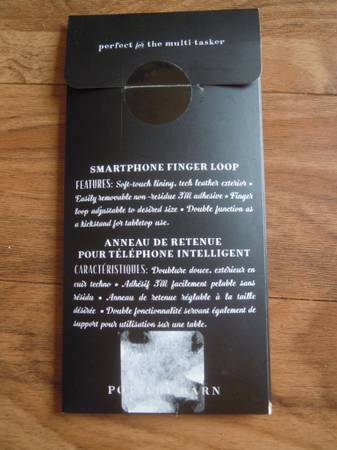 perfect for the multi-tasker
SMARTPHONE FINGER LOOP
FEATURES: Soft-touch lining, tech leather exterior •
Easily removable non-residue 3M adhesive • Finger
loop adjustable to desired size • Double function as
a kickstand for tabletop use.
ANNEAU DE RETENUE
POUR TÉLÉPHONE INTELLIGENT
CARACTÉRISTIQUES: Doublure douce, extérieur en
cuir techno • Adhésif 3M facilement pelable sans
résidu • Anneau de retenue réglable à la taille
désirée • Double fonctionnalité servant également de
support pour utilisation sur une table.